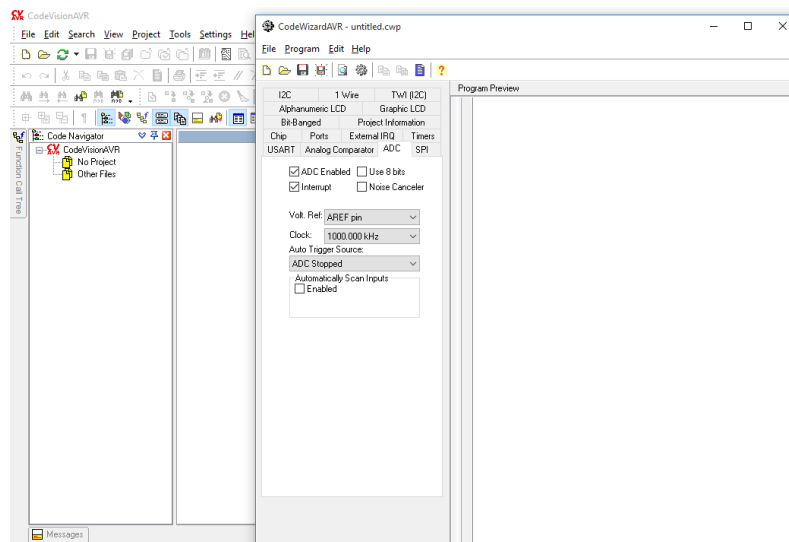 CodeVisionAVR
File Edit Search View Project Tools Settings Hel
Code Navigator
CodeVisionAVR
No Project
Other Files
Function Call Tree
Messages
CodeWizardAVR - untitled.cwp
File Program Edit Help
I2C 1 Wire TWI (I2C)
Alphanumeric LCD Graphic LCD
Bit-Banged Project Information
Chip Ports External IRQ Timers
USART Analog Comparator ADC SPI
ADC Enabled Use 8 bits
Interrupt Noise Canceler
Volt. Ref: AREF pin
Clock: 1000.000 kHz
Auto Trigger Source:
ADC Stopped
Automatically Scan Inputs
Enabled
Program Preview